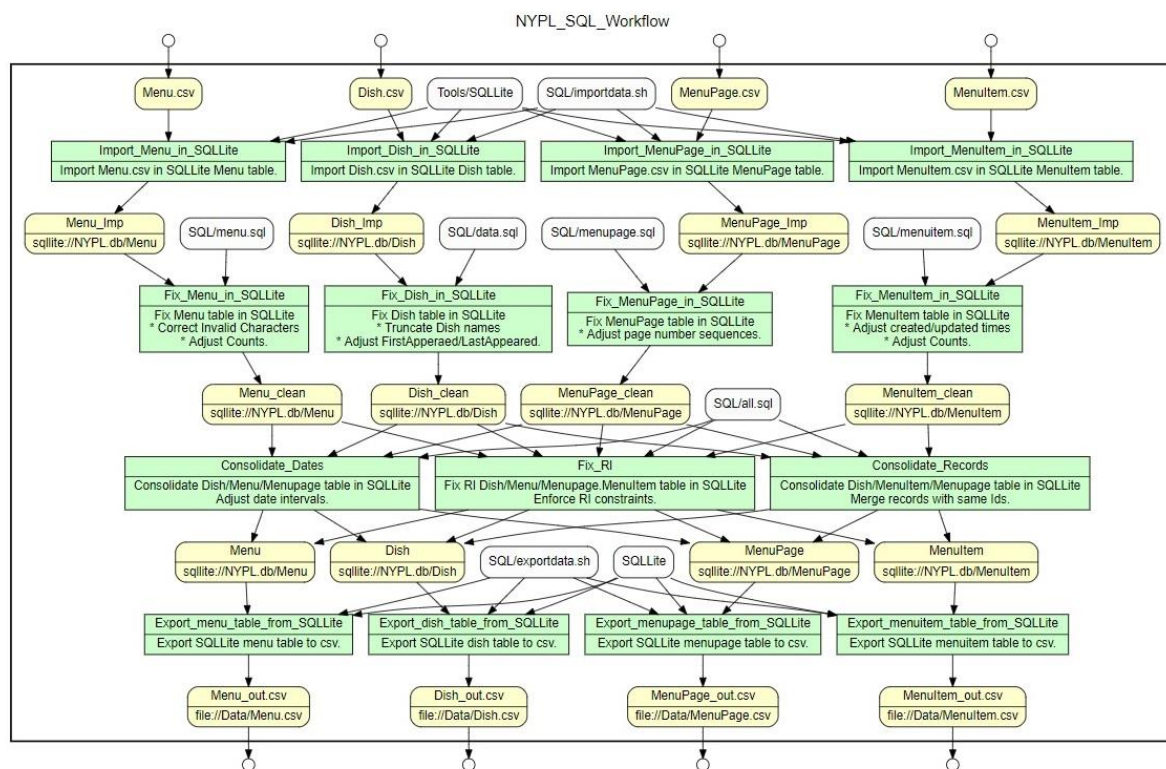 NYPL_SQL_Workflow
Menu.csv
Dish.csv
Tools/SQLLite
SQL/importdata.sh
MenuPage.csv
MenuItem.csv
Import_Menu_in_SQLLite
Import Menu.csv in SQLLite Menu table.
Import_Dish_in_SQLLite
Import Dish.csv in SQLLite Dish table.
Import_MenuPage_in_SQLLite
Import MenuPage.csv in SQLLite MenuPage table.
Import_MenuItem_in_SQLLite
Import MenuItem.csv in SQLLite MenuItem table.
Menu_Imp
sqllite://NYPL.db/Menu
SQL/menu.sql
Dish_Imp
sqllite://NYPL.db/Dish
SQL/data.sql
SQL/menupage.sql
MenuPage_Imp
sqllite://NYPL.db/MenuPage
SQL/menuitem.sql
MenuItem_Imp
sqllite://NYPL.db/MenuItem
Fix_Menu_in_SQLLite
Fix Menu table in SQLLite
* Correct Invalid Characters
* Adjust Counts.
Fix_Dish_in_SQLLite
Fix Dish table in SQLLite
* Truncate Dish names
* Adjust FirstApperaed/LastAppeared.
Fix_MenuPage_in_SQLLite
Fix MenuPage table in SQLLite
* Adjust page number sequences.
Fix_MenuItem_in_SQLLite
Fix MenuItem table in SQLLite
* Adjust created/updated times
* Adjust Counts.
Menu_clean
sqllite://NYPL.db/Menu
Dish_clean
sqllite://NYPL.db/Dish
MenuPage_clean
sqllite://NYPL.db/MenuPage
SQL/all.sql
MenuItem_clean
sqllite://NYPL.db/MenuItem
Consolidate_Dates
Consolidate Dish/Menu/Menupage table in SQLLite
Adjust date intervals.
Fix_RI
Fix RI Dish/Menu/Menupage.MenuItem table in SQLLite
Enforce RI constraints.
Consolidate_Records
Consolidate Dish/MenuItem/Menupage table in SQLLite
Merge records with same Ids.
Menu
sqllite://NYPL.db/Menu
Dish
sqllite://NYPL.db/Dish
SQL/exportdata.sh
SQLLite
MenuPage
sqllite://NYPL.db/MenuPage
MenuItem
sqllite://NYPL.db/MenuItem
Export_menu_table_from_SQLLite
Export SQLLite menu table to csv.
Export_dish_table_from_SQLLite
Export SQLLite dish table to csv.
Export_menupage_table_from_SQLLite
Export SQLLite menupage table to csv.
Export_menuitem_table_from_SQLLite
Export SQLLite menuitem table to csv.
Menu_out.csv
file://Data/Menu.csv
Dish_out.csv
file://Data/Dish.csv
MenuPage_out.csv
file://Data/MenuPage.csv
MenuItem_out.csv
file://Data/MenuItem.csv